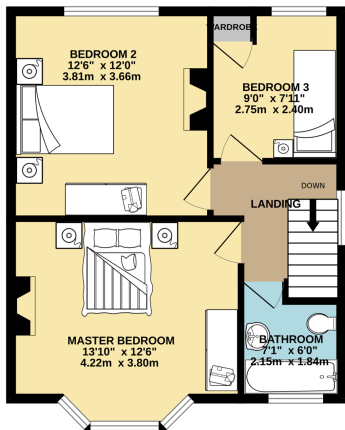 BEDROOM 2
12'6" x 12'0"
3.81m x 3.66m
WARDROBE
BEDROOM 3
9'0" x 7'11"
2.75m x 2.40m
DOWN
LANDING
MASTER BEDROOM
13'10" x 12'6"
4.22m x 3.80m
BATHROOM
7'1" x 6'0"
2.15m x 1.84m